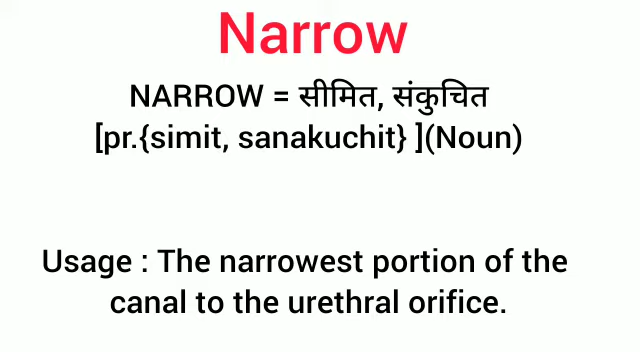 Narrow
NARROW = सीमित, संकुचित
[pr.{simit, sanakuchit} ](Noun)
Usage : The narrowest portion of the
canal to the urethral orifice.